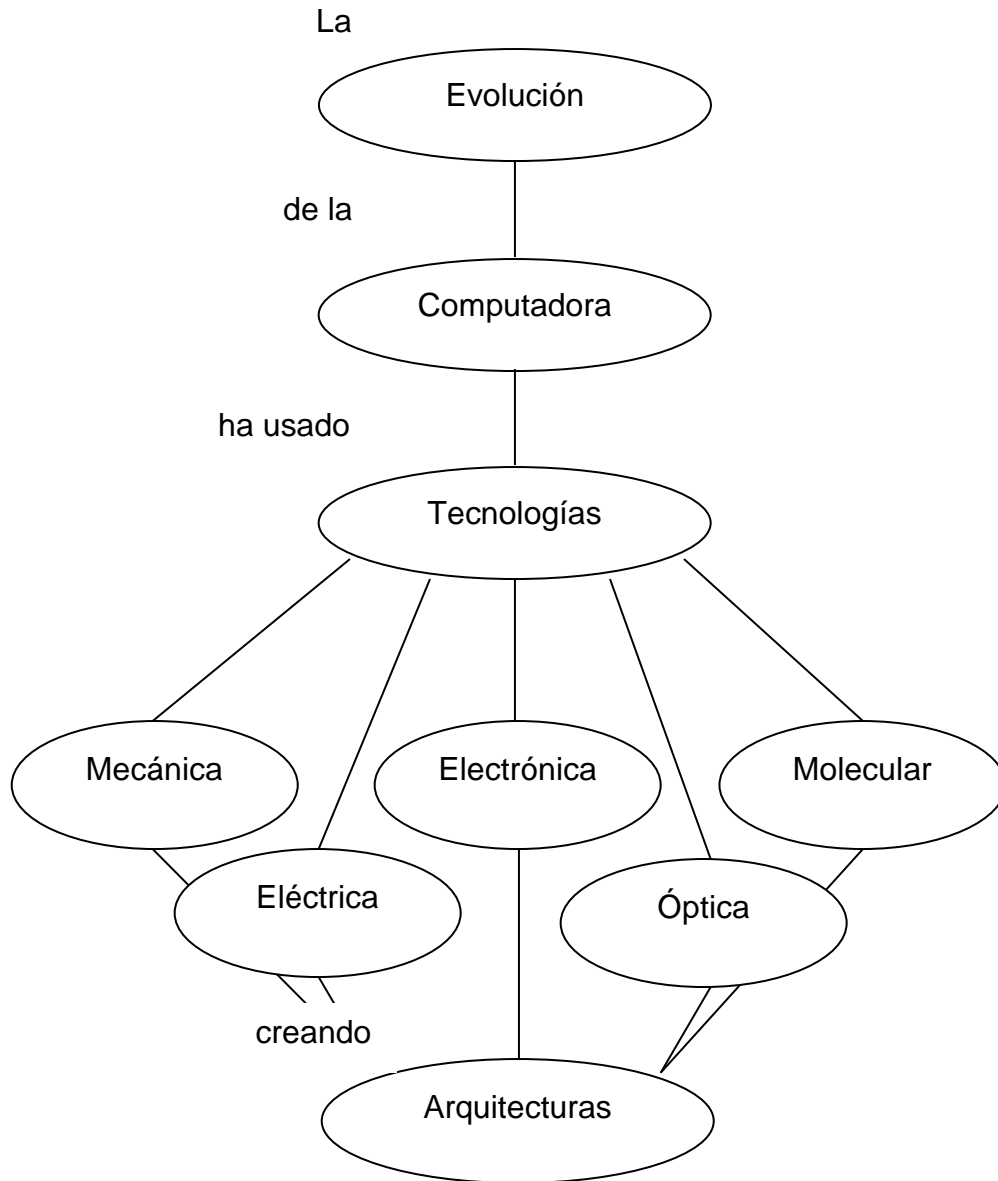 La
Evolución
de la
Computadora
ha usado
Tecnologías
Mecánica
Electrónica
Molecular
Eléctrica
Óptica
creando
Arquitecturas